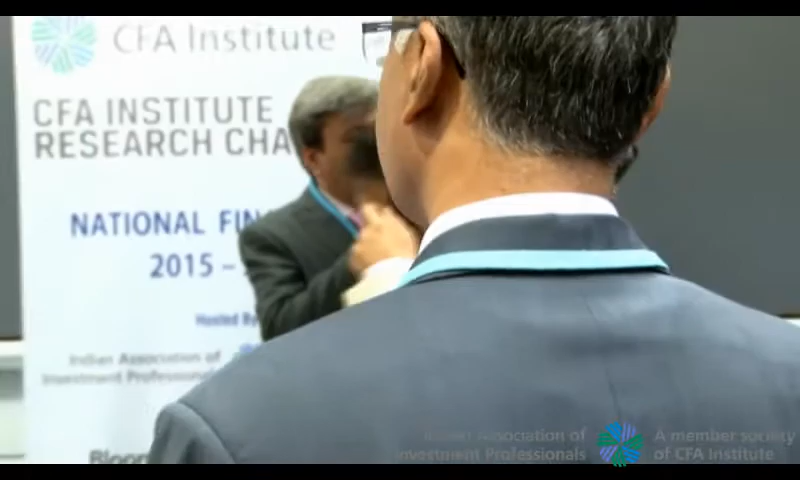 CFA Institute
CFA INSTITUTE
RESEARCH CHA
NATIONAL FIN
2015 –
Hosted By
Indian Association of
Investment Professionals
Indian Association of
Investment Professionals
A member society
of CFA Institute